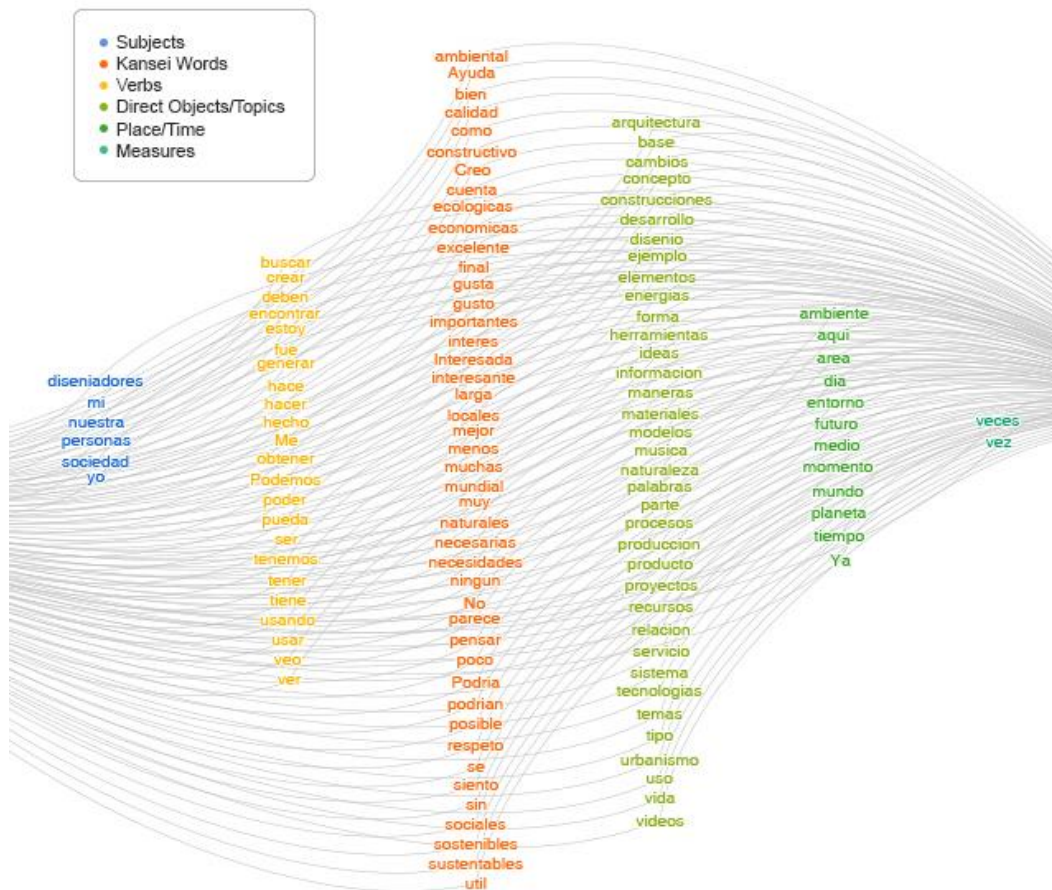 Subjects
Kansei Words
Verbs
Direct Objects/Topics
Place/Time
Measures
diseniadores
mi
nuestra
personas
sociedad
yo
buscar
crear
deben
encontrar
estoy
fue
generar
hace
hacer
hecho
Me
obtener
Podemos
poder
pueda
ser
tenemos
tener
tiene
usando
usar
veo
ver
ambiental
Ayuda
bien
calidad
como
constructivo
Creo
cuenta
ecologicas
economicas
excelente
final
gusta
gusto
importantes
interes
Interesada
interesante
larga
locales
mejor
menos
muchas
mundial
muy
naturales
necesarias
necesidades
ningun
No
parece
pensar
poco
Podria
podrian
posible
respeto
se
siento
sin
sociales
sostenibles
sustentables
util
arquitectura
base
cambios
concepto
construcciones
desarrollo
disenio
ejemplo
elementos
energias
forma
herramientas
ideas
informacion
maneras
materiales
modelos
musica
naturaleza
palabras
parte
procesos
produccion
producto
proyectos
recursos
relacion
servicio
sistema
tecnologias
temas
tipo
urbanismo
uso
vida
videos
ambiente
aqui
area
dia
entorno
futuro
medio
momento
mundo
planeta
tiempo
Ya
veces
vez